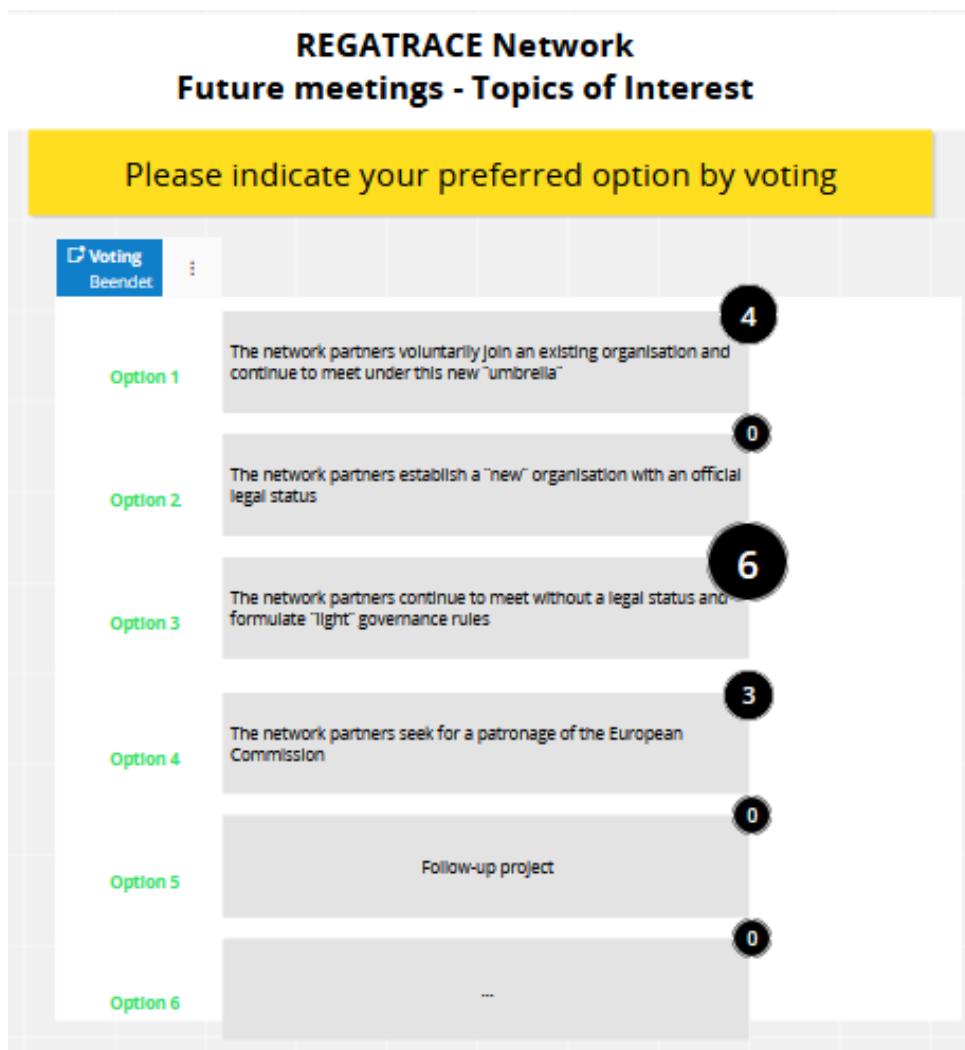 REGATRACE Network
Future meetings - Topics of Interest
Please indicate your preferred option by voting
Voting
Beendet
4
The network partners voluntarily join an existing organisation and
continue to meet under this new ¨umbrella¨
Option 1
0
The network partners establish a ¨new¨ organisation with an official
legal status
Option 2
6
The network partners continue to meet without a legal status and
formulate ¨light¨ governance rules
Option 3
3
The network partners seek for a patronage of the European
Commission
Option 4
0
Follow-up project
Option 5
0
...
Option 6